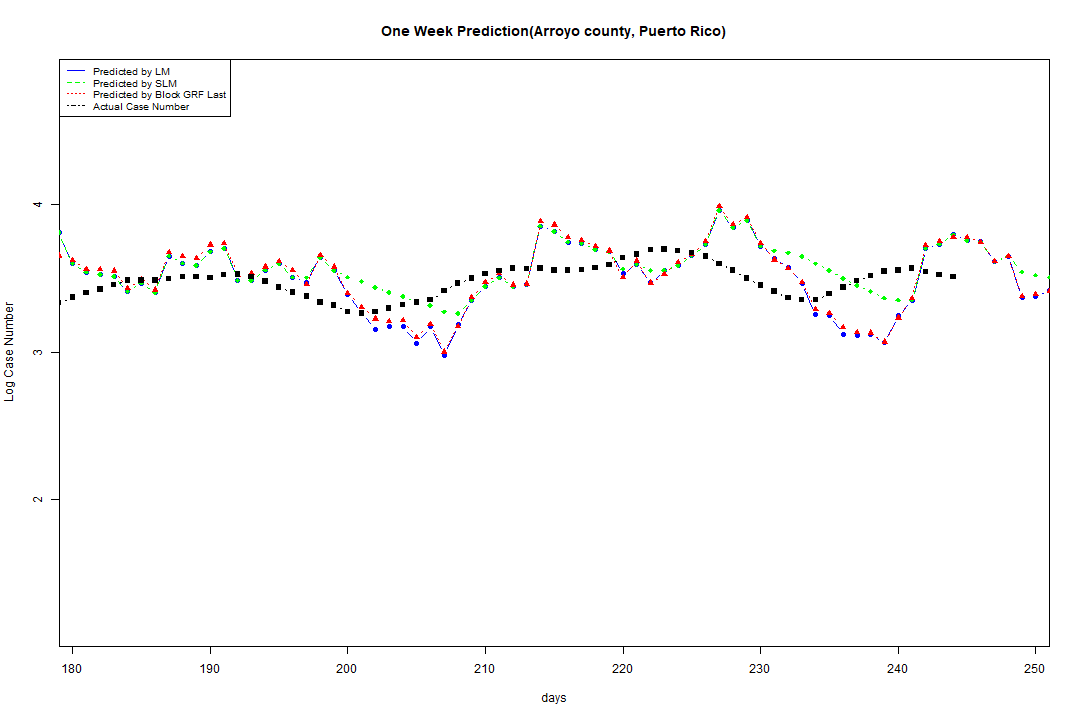 One Week Prediction(Arroyo county, Puerto Rico)
Predicted by LM
Predicted by SLM
Predicted by Block GRF Last
Actual Case Number
4
3
2
Log Case Number
180 190 200 210 220 230 240 250
days